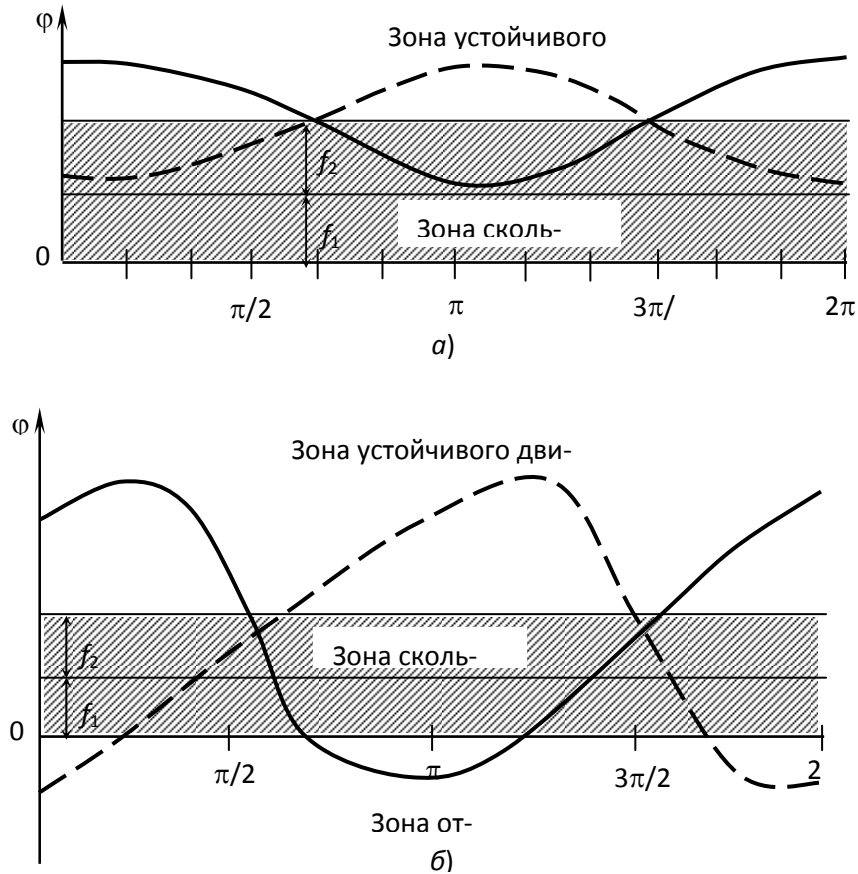 φ
Зона устойчивого
f2
f1
Зона сколь-
0
π/2
π
3π/
2π
а)
φ
Зона устойчивого дви-
f2
Зона сколь-
f1
0
π/2
π
3π/2
2
Зона от-
б)